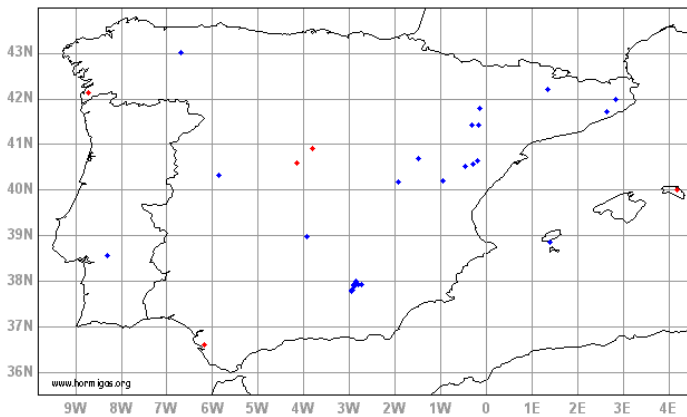 43N
42N
41N
40N
39N
38N
37N
36N
www.hormigas.org
9W 8W 7W 6W 5W 4W 3W 2W 1W 0 1E 2E 3E 4E